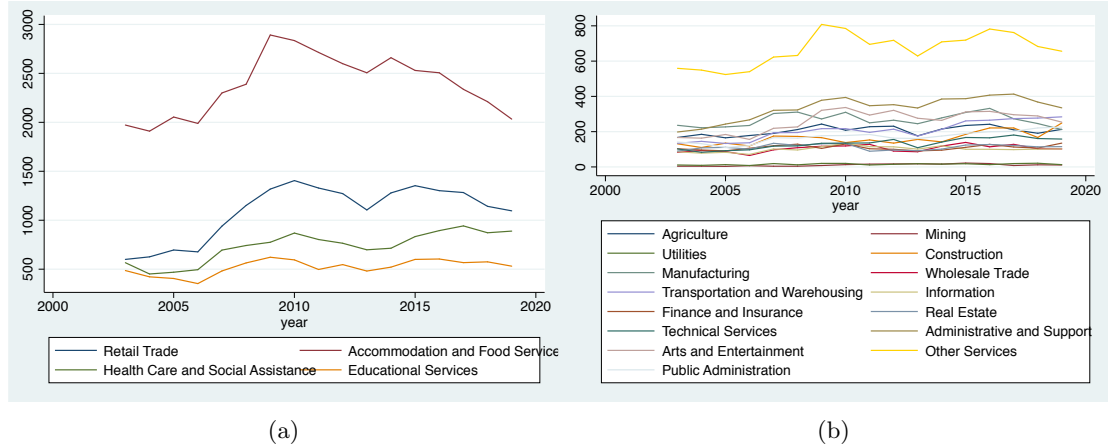 3000
2500
2000
1500
1000
500
2000 2005 2010 2015 2020
year
Retail Trade Accommodation and Food Service
Health Care and Social Assistance Educational Services
(a)
800
600
400
200
0
2000 2005 2010 2015 2020
year
Agriculture Mining
Utilities Construction
Manufacturing Wholesale Trade
Transportation and Warehousing Information
Finance and Insurance Real Estate
Technical Services Administrative and Support
Arts and Entertainment Other Services
Public Administration
(b)